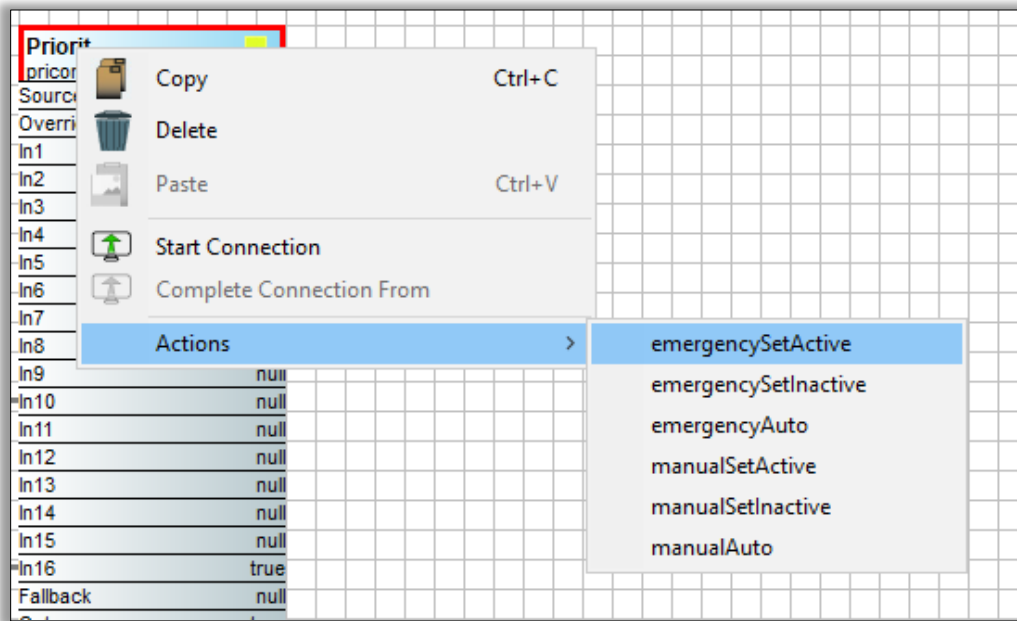 Priorit
pricor
Source
Overri
In1
In2
In3
In4
In5
In6
In7
In8
In9 null
In10 null
In11 null
In12 null
In13 null
In14 null
In15 null
In16 true
Fallback null
Copy Ctrl+C
Delete
Paste Ctrl+V
Start Connection
Complete Connection From
Actions
emergencySetActive
emergencySetInactive
emergencyAuto
manualSetActive
manualSetInactive
manualAuto